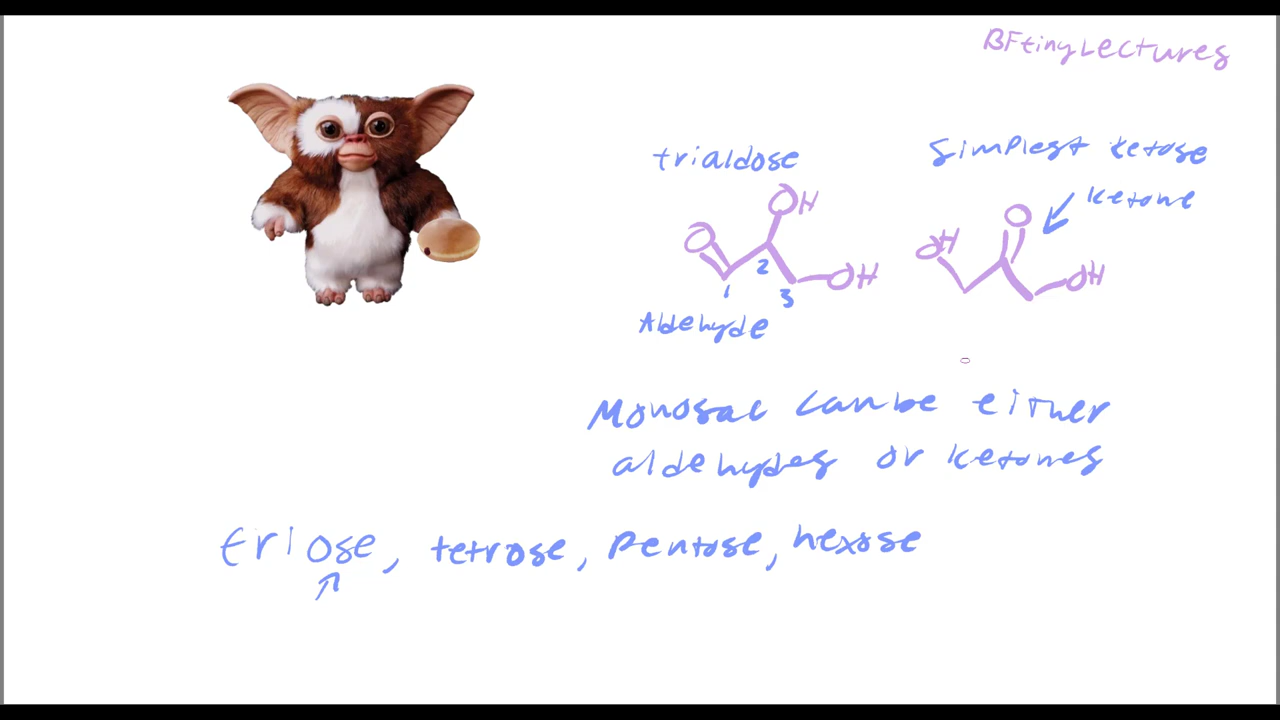 BFtinyLectures
trialdose
simplest ketose
ketone
OH
O
OH
O
OH
OH
1
2
3
Aldehyde
Monosac can be either
aldehydes or ketones
triose, tetrose, Pentose, hexose